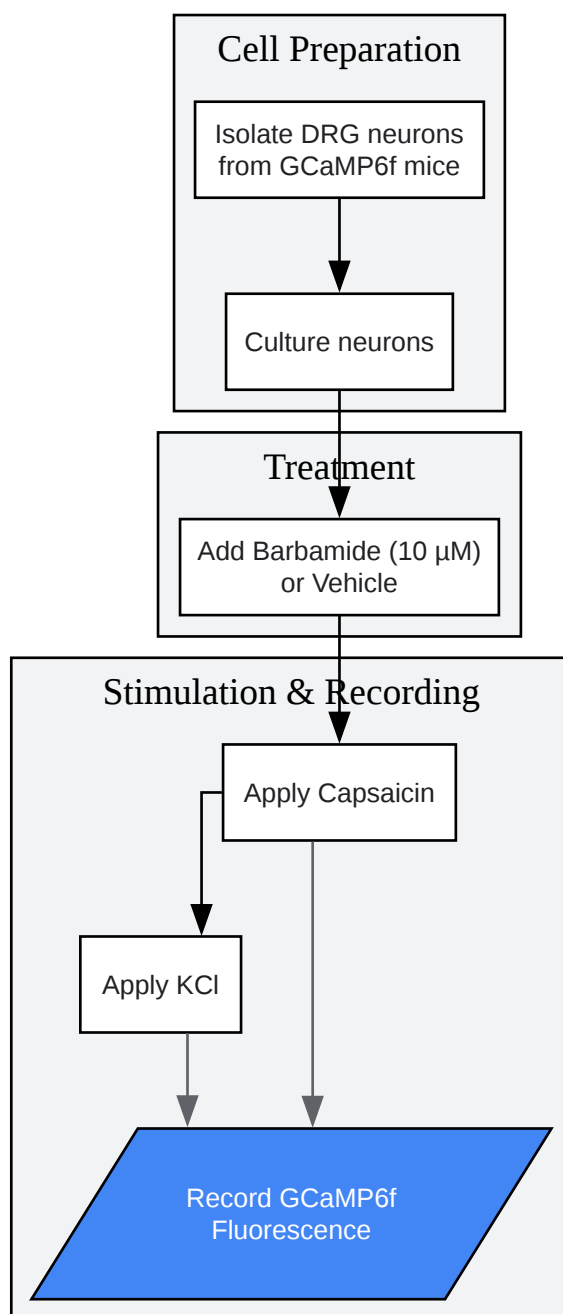 Cell Preparation
Isolate DRG neurons
from GCaMP6f mice
Culture neurons
Treatment
Add Barbamide (10 µM)
or Vehicle
Stimulation & Recording
Apply Capsaicin
Apply KCl
Record GCaMP6f
Fluorescence